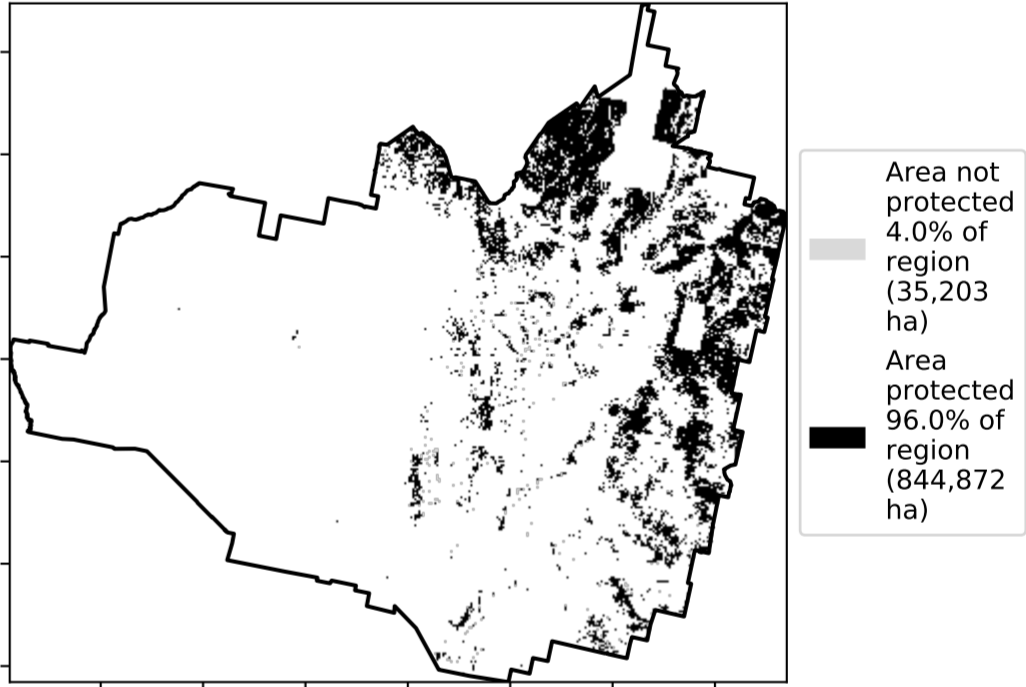 Area not
protected
4.0% of
region
(35,203
ha)
Area
protected
96.0% of
region
(844,872
ha)